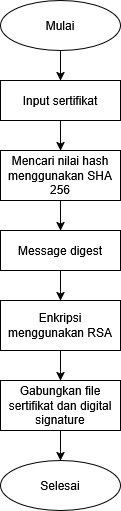 Mulai
Input sertifikat
Mencari nilai hash
menggunakan SHA
256
Message digest
Enkripsi
menggunakan RSA
Gabungkan file
sertifikat dan digital
signature
Selesai